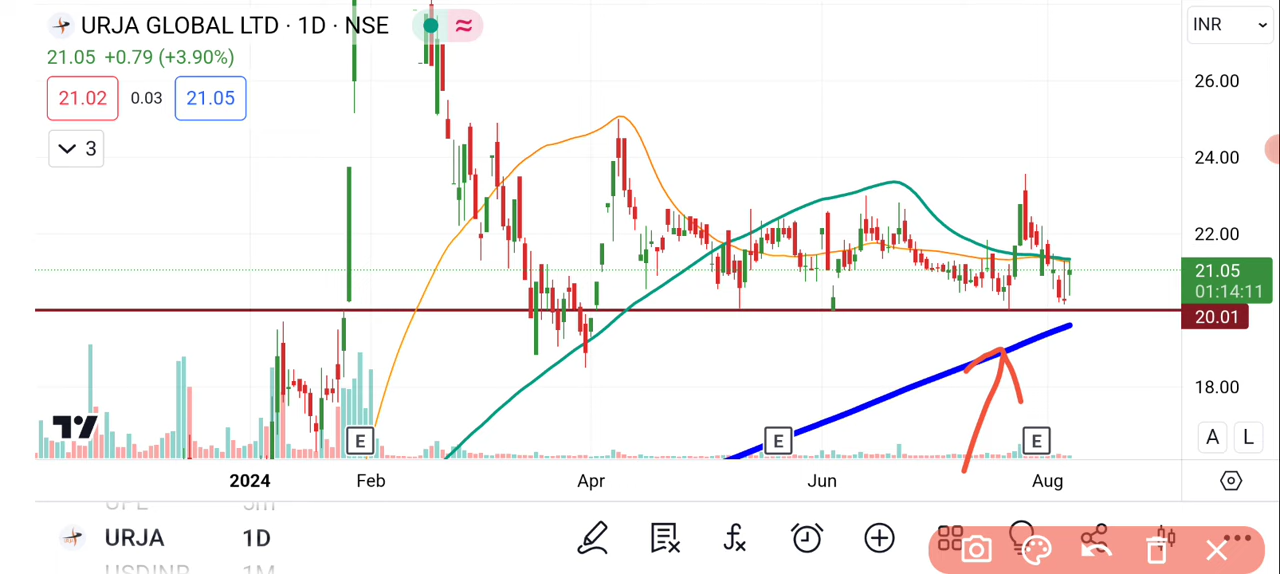 URJA GLOBAL LTD · 1D · NSE
INR
21.05 +0.79 (+3.90%)
21.02 0.03 21.05
3
26.00
24.00
22.00
21.05
01:14:11
20.01
18.00
E E E
A L
2024 Feb Apr Jun Aug
URJA 1D
USDINR 1M